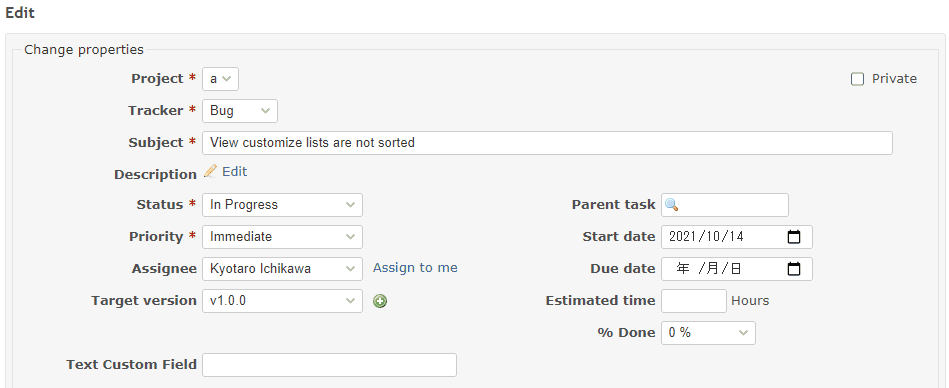 Edit
Change properties
Project * a Private
Tracker * Bug
Subject * View customize lists are not sorted
Description Edit
Status * In Progress Parent task
Priority * Immediate Start date 2021/10/14
Assignee Kyotaro Ichikawa Assign to me Due date 年 /月/日
Target version v1.0.0 Estimated time Hours
% Done 0 %
Text Custom Field